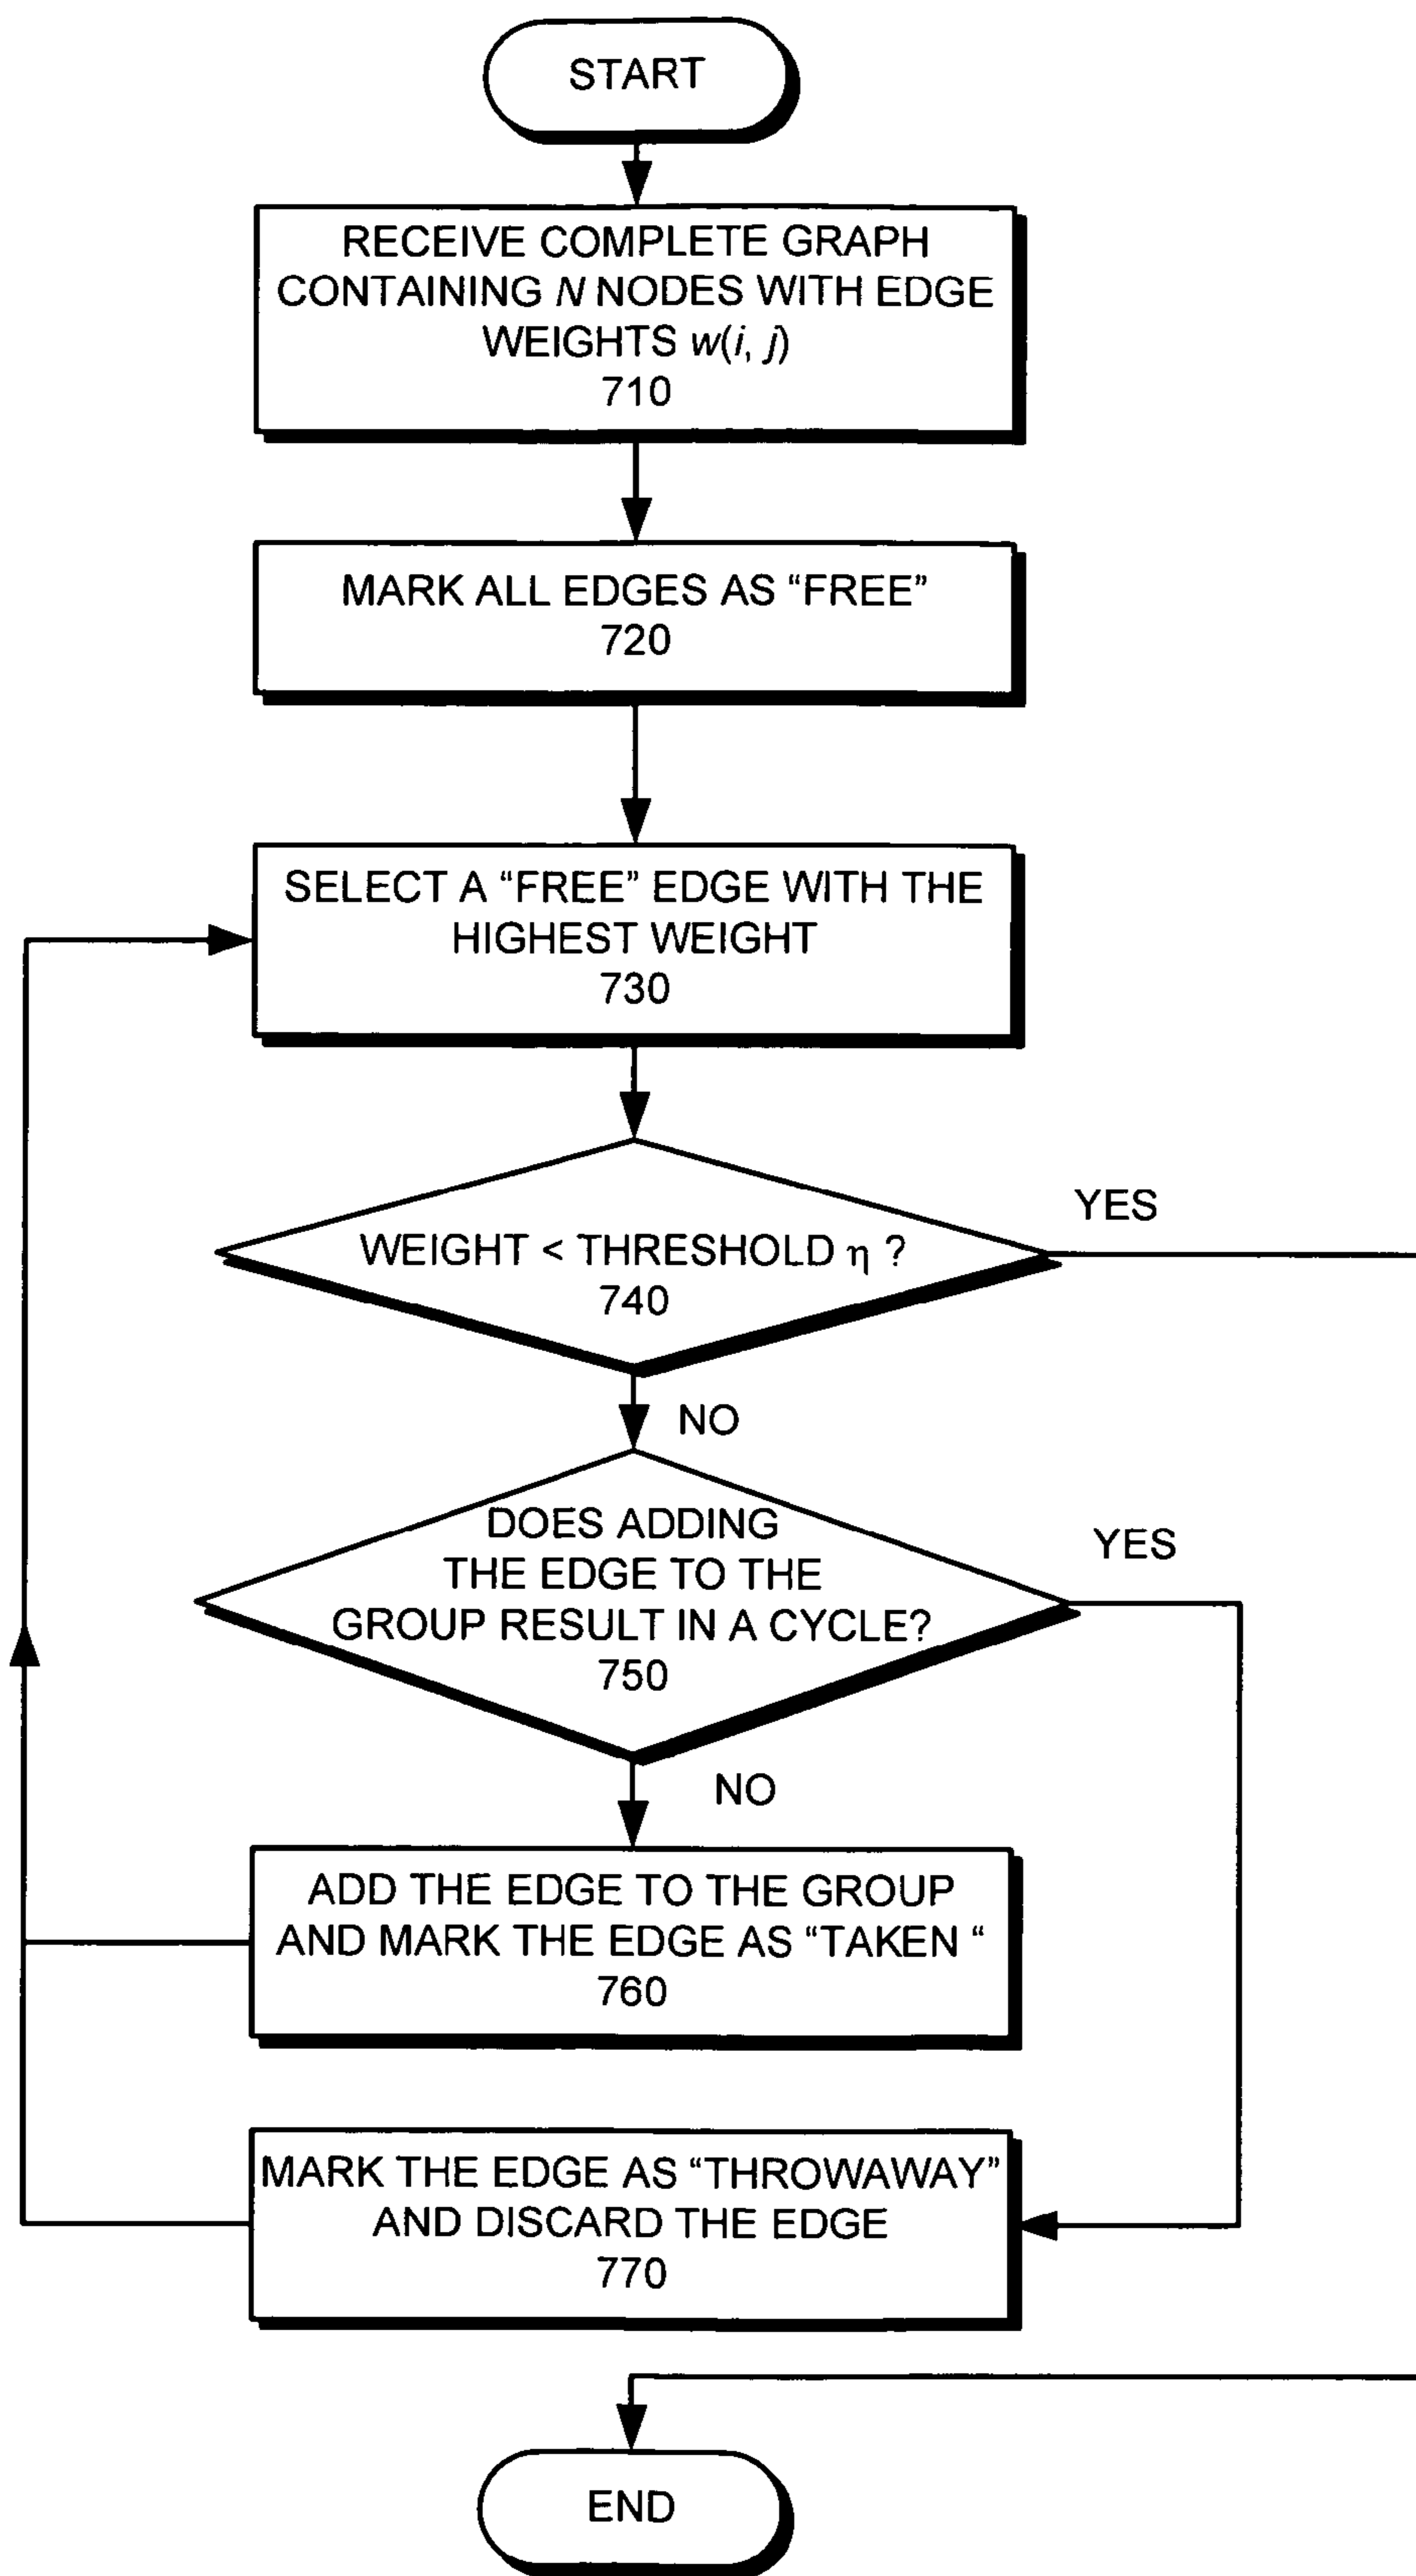 START
RECEIVE COMPLETE GRAPH
CONTAINING N NODES WITH EDGE
WEIGHTS w(i, j)
710
MARK ALL EDGES AS “FREE”
720
SELECT A “FREE” EDGE WITH THE
HIGHEST WEIGHT
730
YES
WEIGHT < THRESHOLD η ?
740
NO
DOES ADDING
YES
THE EDGE TO THE
GROUP RESULT IN A CYCLE?
750
NO
ADD THE EDGE TO THE GROUP
AND MARK THE EDGE AS “TAKEN “
760
MARK THE EDGE AS “THROWAWAY”
AND DISCARD THE EDGE
770
END